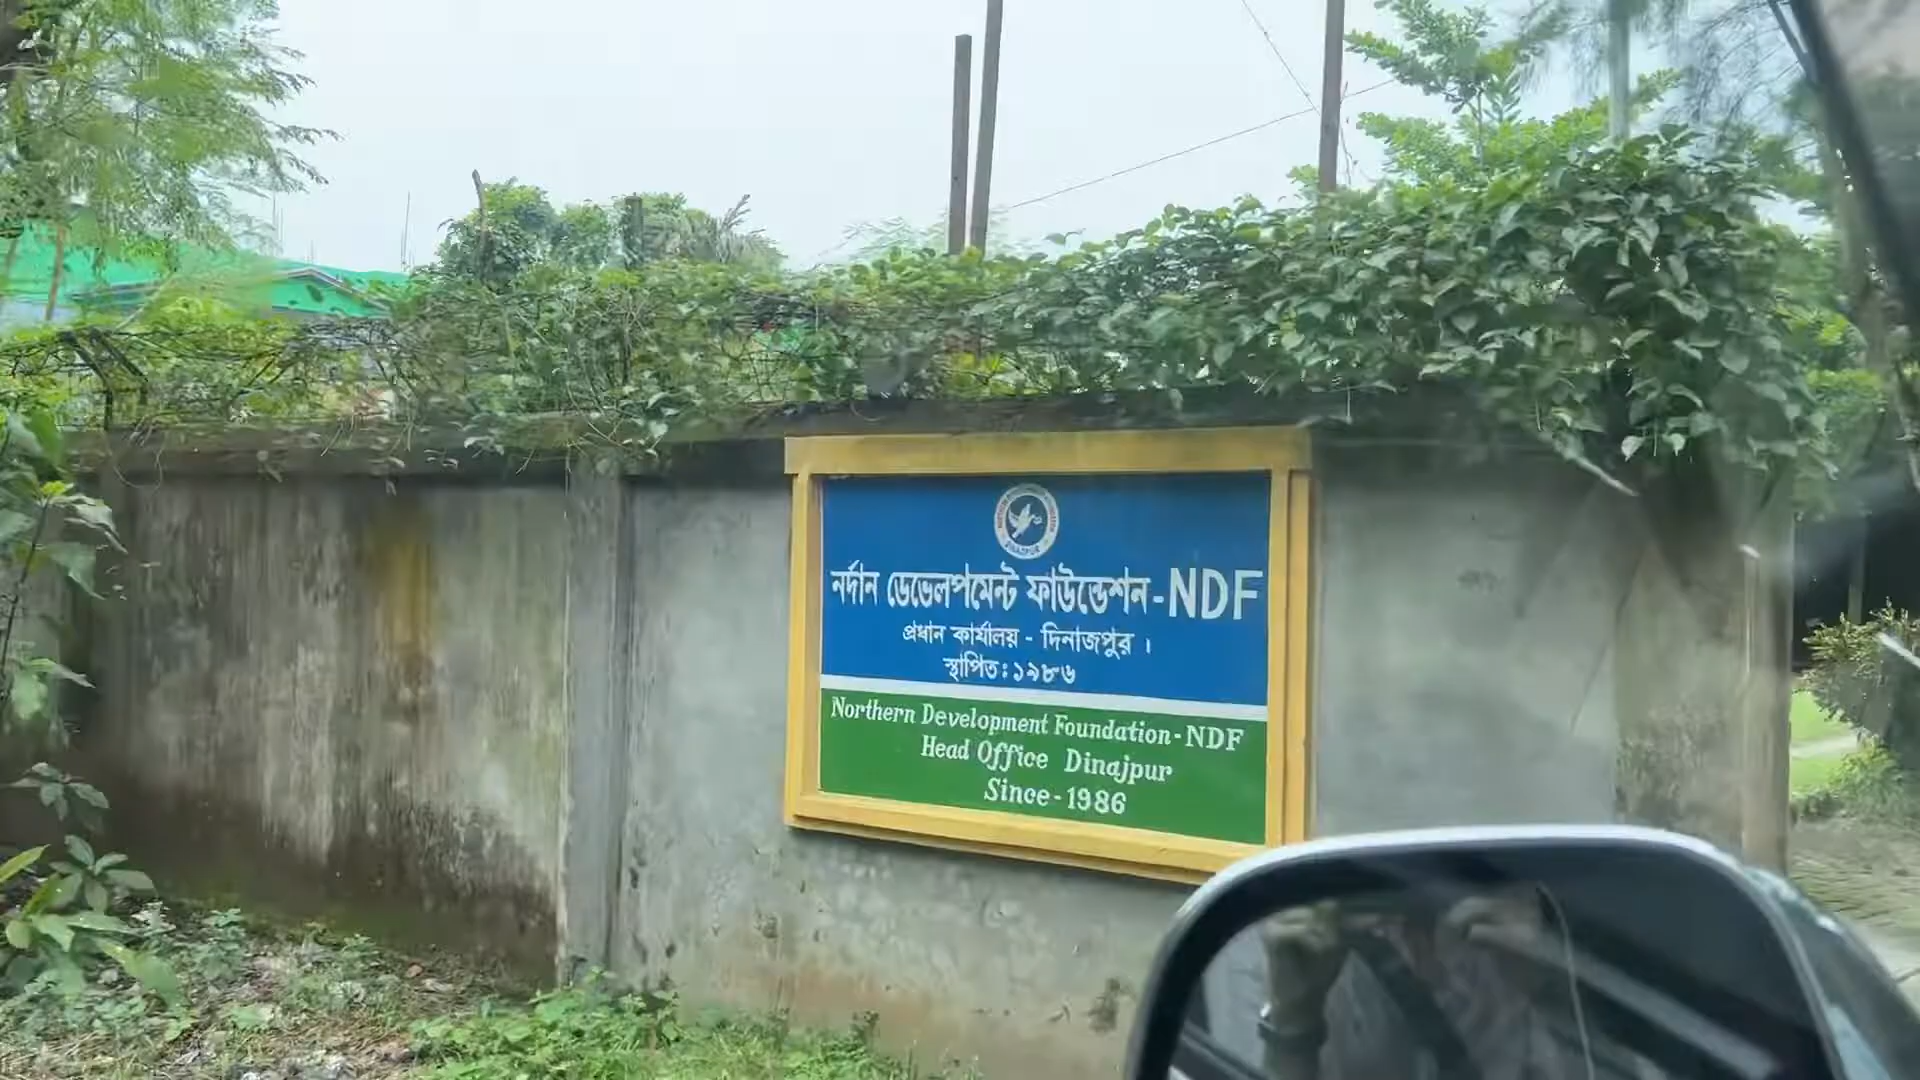 নর্দান ডেভেলপমেন্ট ফাউন্ডেশন-NDF
প্রধান কার্যালয় - দিনাজপুর ।
স্থাপিত: ১৯৮৬
Northern Development Foundation-NDF
Head Office Dinajpur
Since-1986